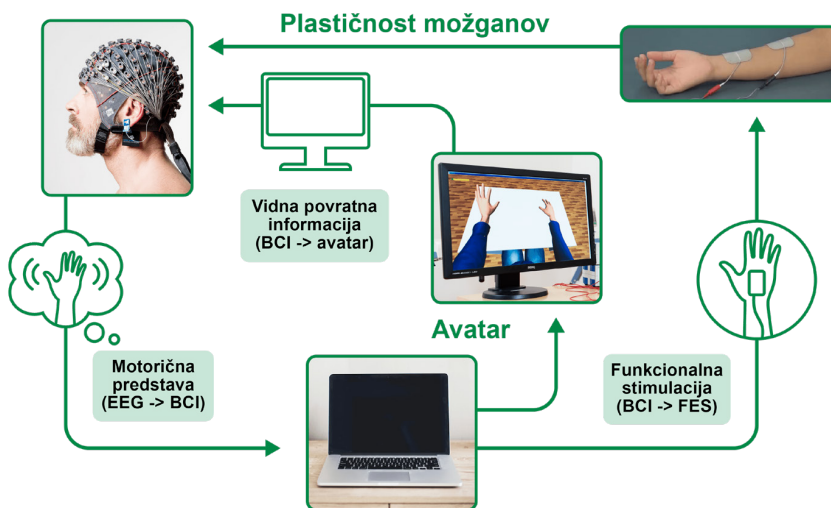 Plastičnost možganov
Vidna povratna
informacija
(BCI -> avatar)
Avatar
Motorična
predstava
(EEG -> BCI)
Funkcionalna
stimulacija
(BCI -> FES)